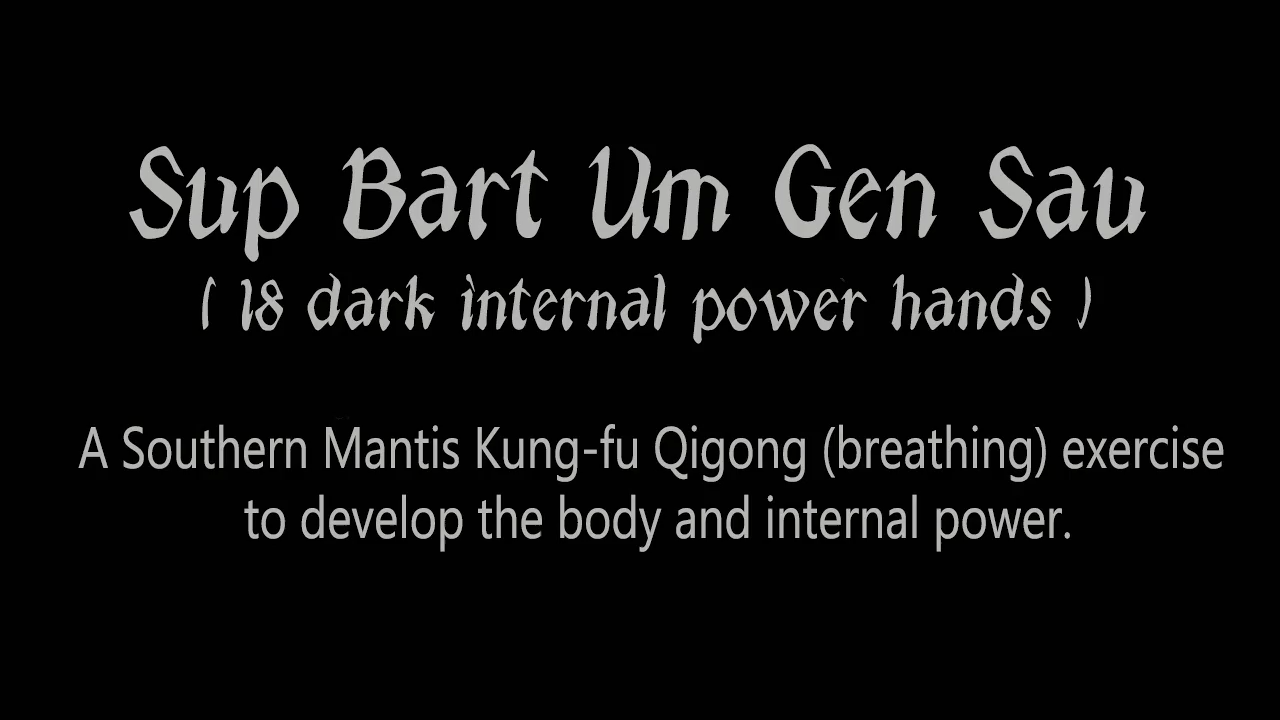 Sup Bart Um Gen Sau
( 18 dark internal power hands )
A Southern Mantis Kung-fu Qigong (breathing) exercise
to develop the body and internal power.